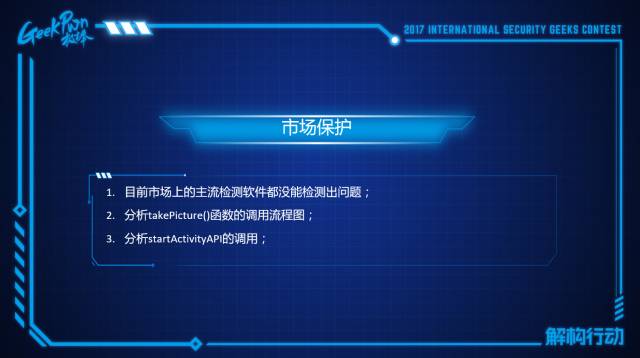 GeekPwn
极棒
2017 INTERNATIONAL SECURITY GEEKS CONTEST
市场保护
1. 目前市场上的主流检测软件都没能检测出问题；
2. 分析takePicture()函数的调用流程图；
3. 分析startActivityAPI的调用；
解构行动